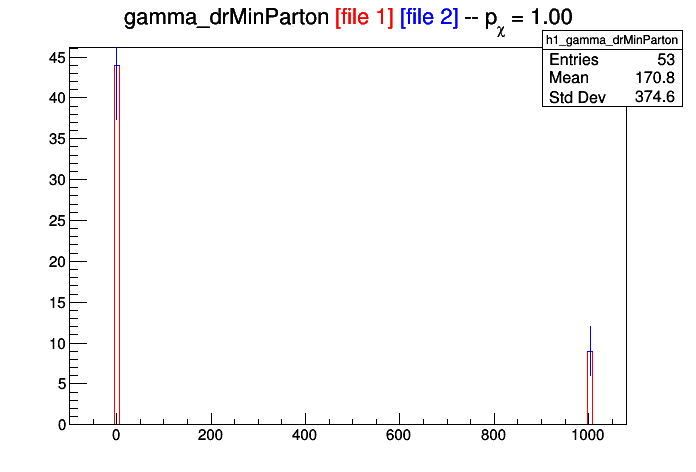 gamma_drMinParton [file 1] [file 2] -- pχ = 1.00
h1_gamma_drMinParton
Entries 53
Mean 170.8
Std Dev 374.6
45
40
35
30
25
20
15
10
5
0
0 200 400 600 800 1000